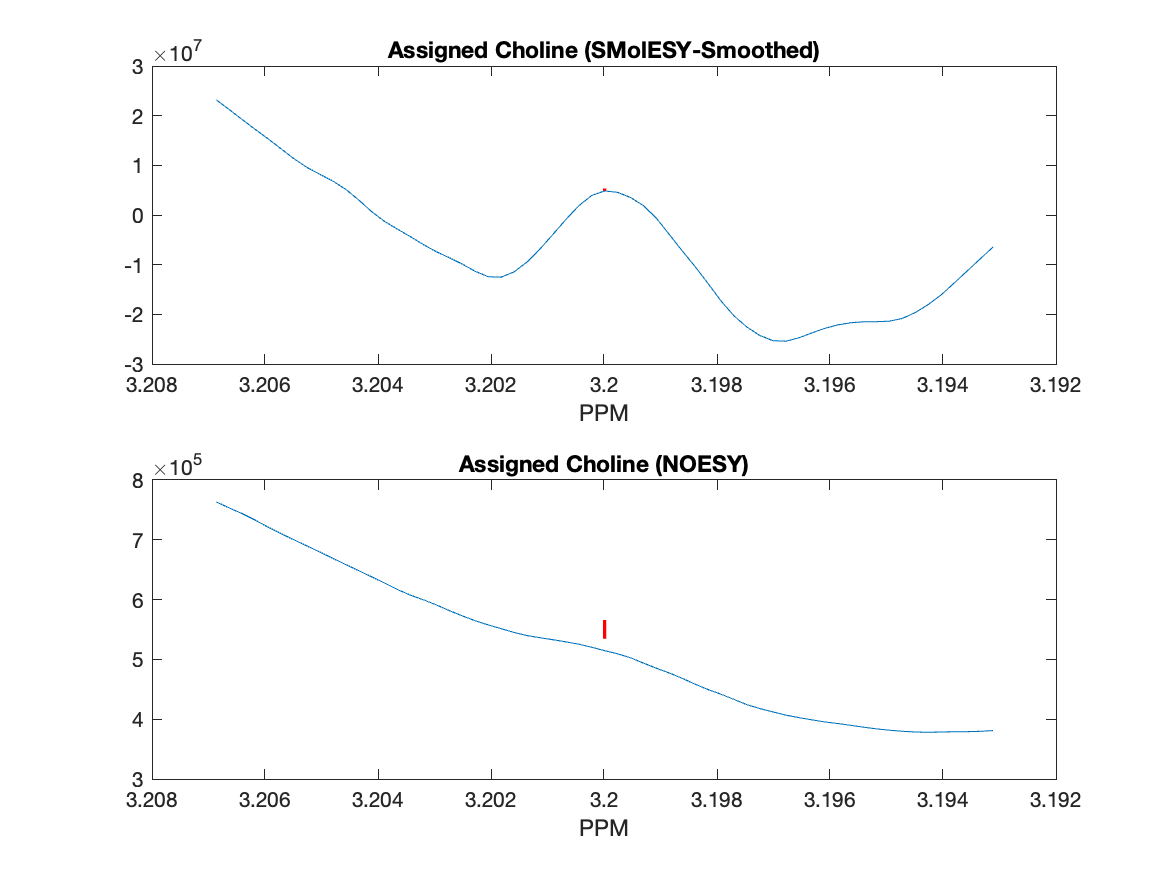 Assigned Choline (SMolESY-Smoothed)
×10^7
3
2
1
0
-1
-2
-3
3.208 3.206 3.204 3.202 3.2 3.198 3.196 3.194 3.192
PPM
Assigned Choline (NOESY)
×10^5
8
7
6
5
4
3
3.208 3.206 3.204 3.202 3.2 3.198 3.196 3.194 3.192
PPM